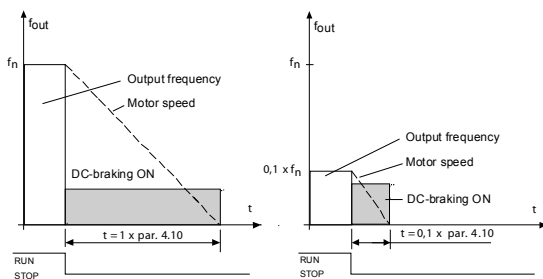 fout
fn
Output frequency
Motor speed
DC-braking ON
t
t = 1 x par. 4.10
RUN
STOP
fout
fn
Output frequency
Motor speed
0,1 x fn
DC-braking ON
t
t = 0,1 x par. 4.10
RUN
STOP